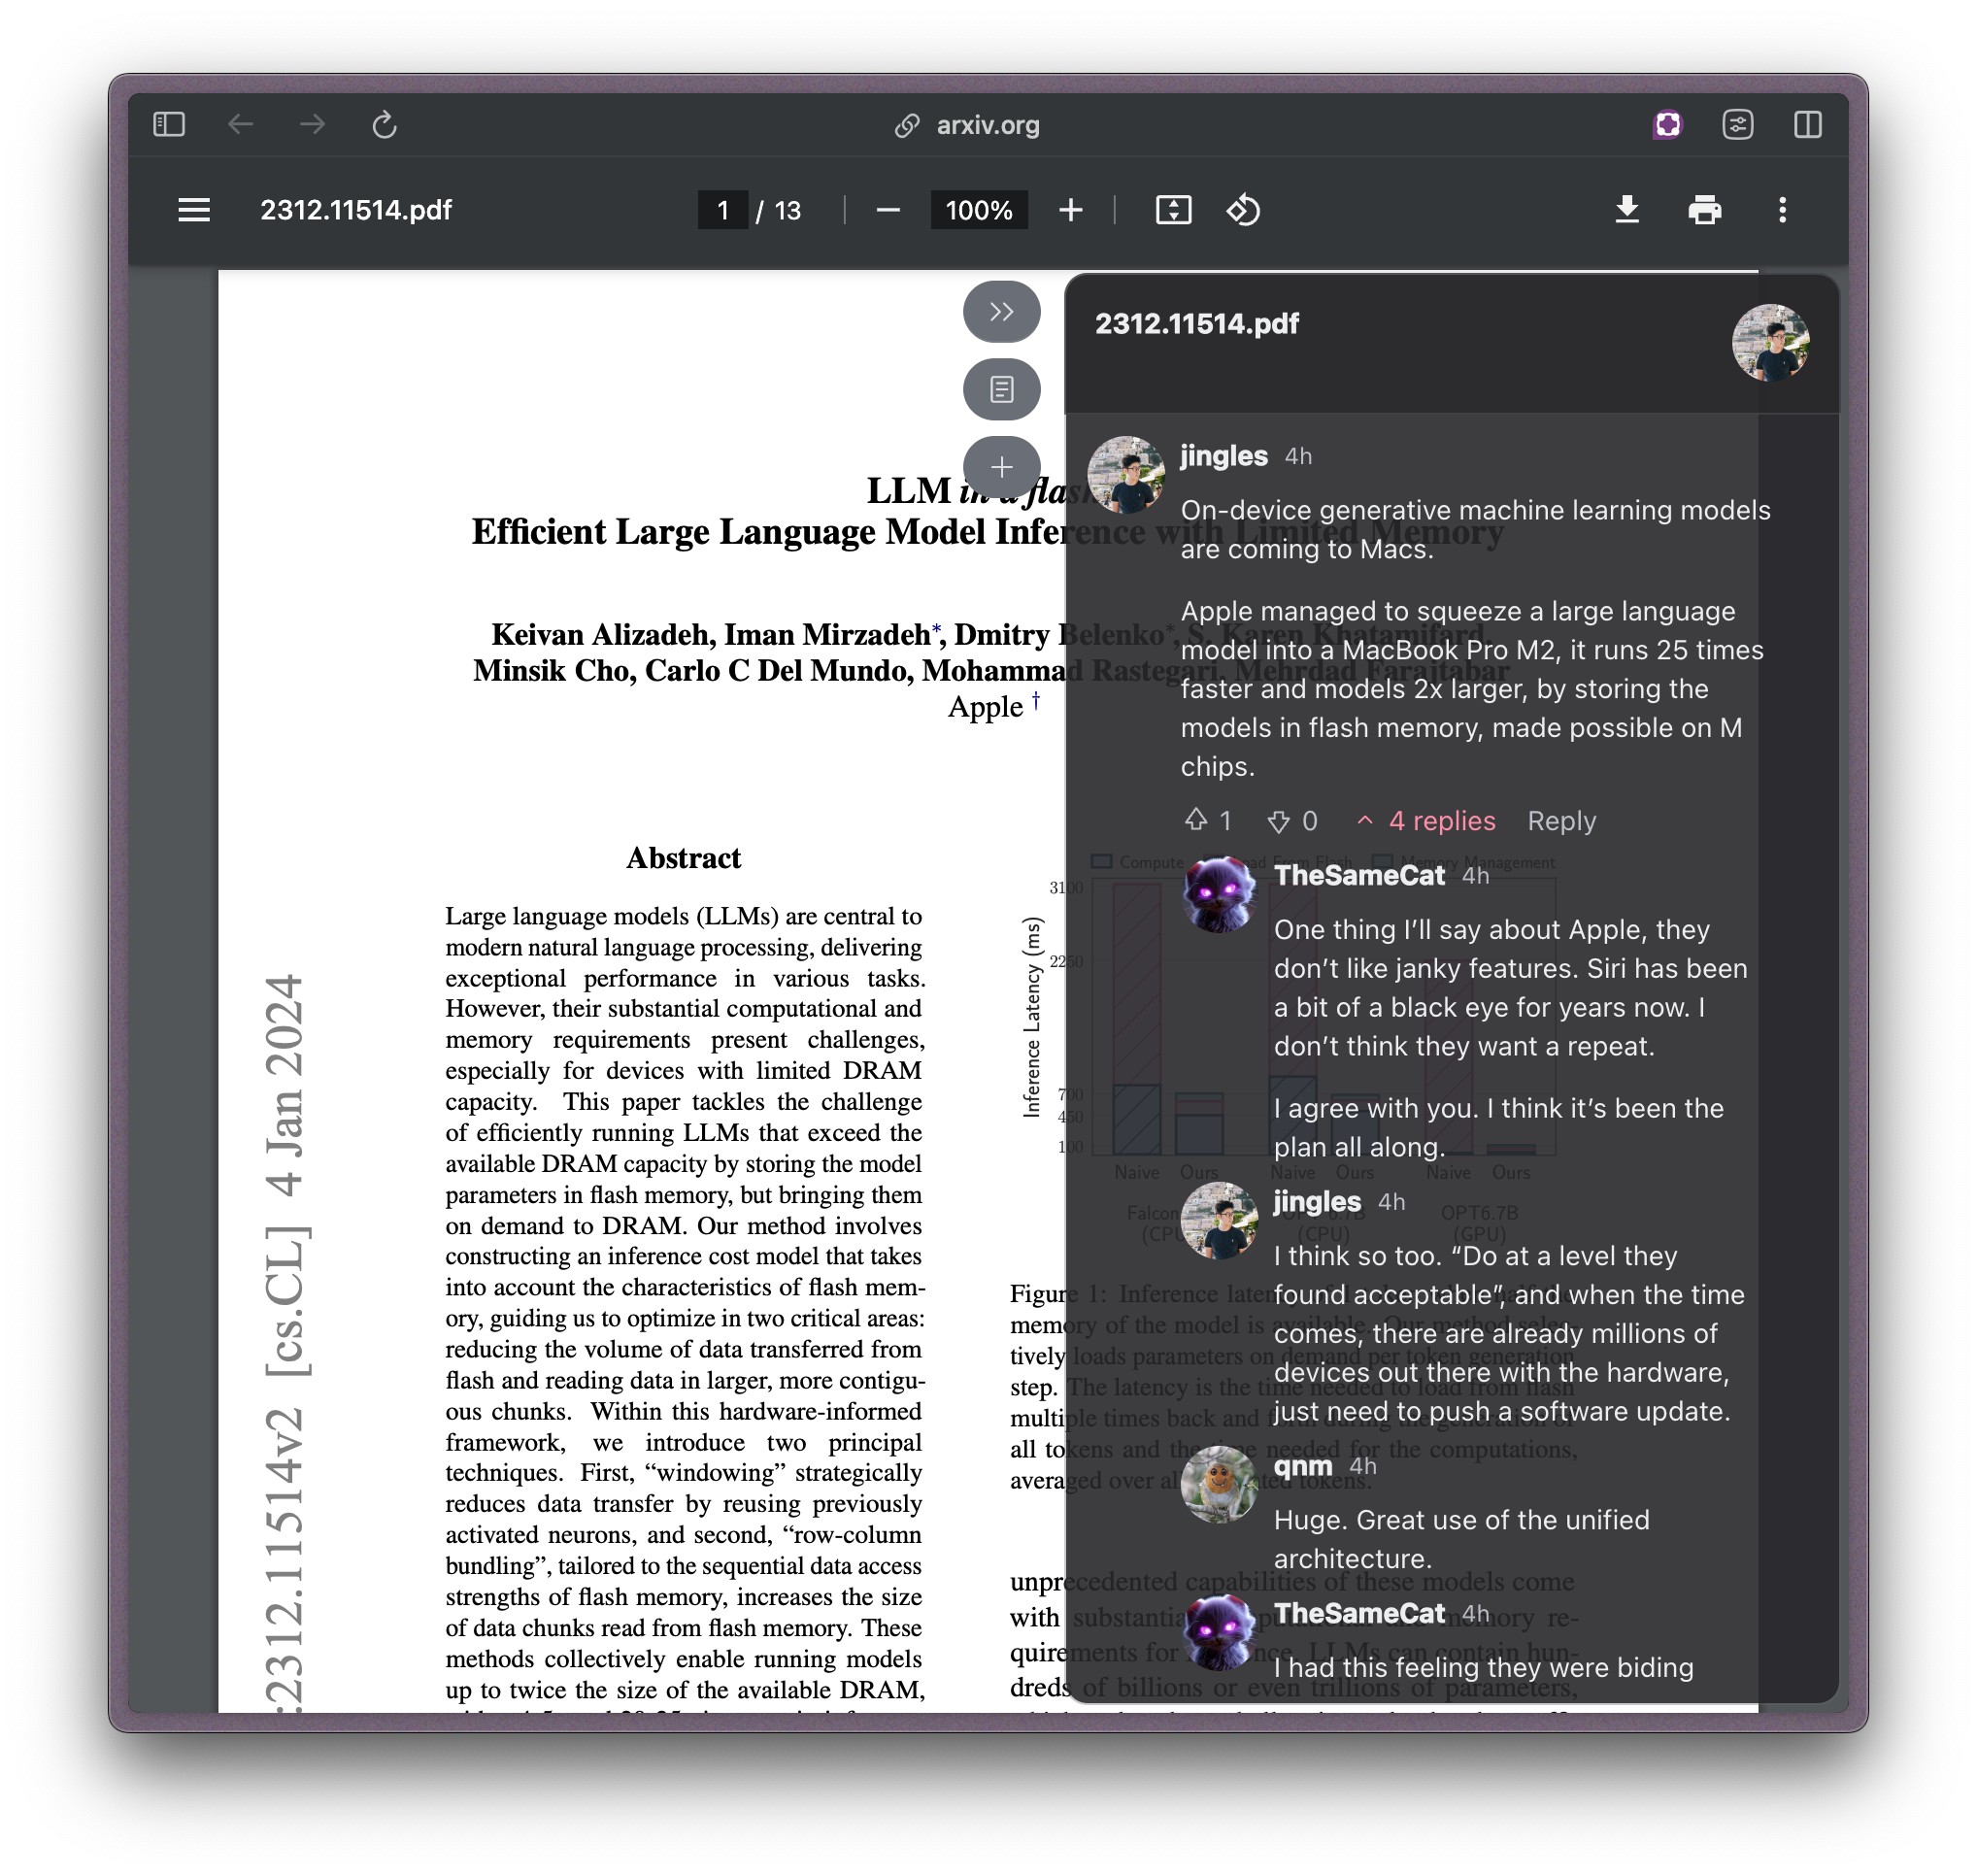 arxiv.org
2312.11514.pdf
1 / 13
100%
2312.11514.pdf
LLM in a flash
Efficient Large Language Model Inference with Limited Memory
Keivan Alizadeh, Iman Mirzadeh*, Dmitry Belenko*, S. Karen Khatamifard,
Minsik Cho, Carlo C Del Mundo, Mohammad Rastegari, Mehrdad Farajtabar
Apple †
:2312.11514v2 [cs.CL] 4 Jan 2024
Abstract
Large language models (LLMs) are central to
modern natural language processing, delivering
exceptional performance in various tasks.
However, their substantial computational and
memory requirements present challenges,
especially for devices with limited DRAM
capacity. This paper tackles the challenge
of efficiently running LLMs that exceed the
available DRAM capacity by storing the model
parameters in flash memory, but bringing them
on demand to DRAM. Our method involves
constructing an inference cost model that takes
into account the characteristics of flash mem-
ory, guiding us to optimize in two critical areas:
reducing the volume of data transferred from
flash and reading data in larger, more contigu-
ous chunks. Within this hardware-informed
framework, we introduce two principal
techniques. First, “windowing” strategically
reduces data transfer by reusing previously
activated neurons, and second, “row-column
bundling”, tailored to the sequential data access
strengths of flash memory, increases the size
of data chunks read from flash memory. These
methods collectively enable running models
up to twice the size of the available DRAM,
Compute
Load From Flash
Memory Management
Inference Latency (ms)
3100
2250
700
450
100
Naive Ours Naive Ours Naive Ours
Falcon 6.7B OPT6.7B
(CPU) (CPU) (GPU)
Figure 1: Inference latency
memory of the model is available. Our method selec-
tively loads parameters on demand per token generation
step. The latency is the time needed to load from flash
multiple times back and forth during the generation of
all tokens and the time needed for the computations,
averaged over all tokens.
unprecedented capabilities of these models come
with substantial memory re-
quirements for LLMs can contain hun-
dreds of billions or even trillions of parameters,
jingles 4h
On-device generative machine learning models
are coming to Macs.
Apple managed to squeeze a large language
model into a MacBook Pro M2, it runs 25 times
faster and models 2x larger, by storing the
models in flash memory, made possible on M
chips.
1 0 4 replies Reply
TheSameCat 4h
One thing I’ll say about Apple, they
don’t like janky features. Siri has been
a bit of a black eye for years now. I
don’t think they want a repeat.
I agree with you. I think it’s been the
plan all along.
jingles 4h
I think so too. “Do at a level they
found acceptable”, and when the time
comes, there are already millions of
devices out there with the hardware,
just need to push a software update.
qnm 4h
Huge. Great use of the unified
architecture.
TheSameCat 4h
I had this feeling they were biding